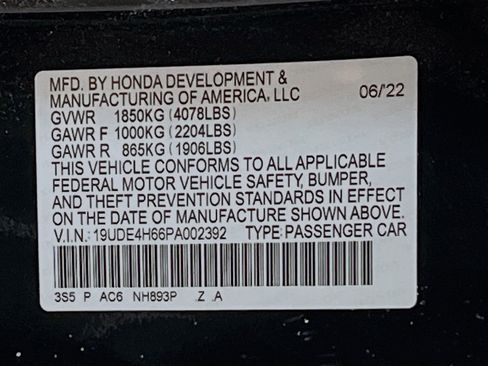 MFD. BY HONDA DEVELOPMENT &
MANUFACTURING OF AMERICA, LLC 06/'22
GVWR 1850KG (4078LBS)
GAWR F 1000KG (2204LBS)
GAWR R 865KG (1906LBS)
THIS VEHICLE CONFORMS TO ALL APPLICABLE
FEDERAL MOTOR VEHICLE SAFETY, BUMPER,
AND THEFT PREVENTION STANDARDS IN EFFECT
ON THE DATE OF MANUFACTURE SHOWN ABOVE.
V.I.N.: 19UDE4H66PA002392 TYPE:PASSENGER CAR
3S5 P AC6 NH893P .Z .A